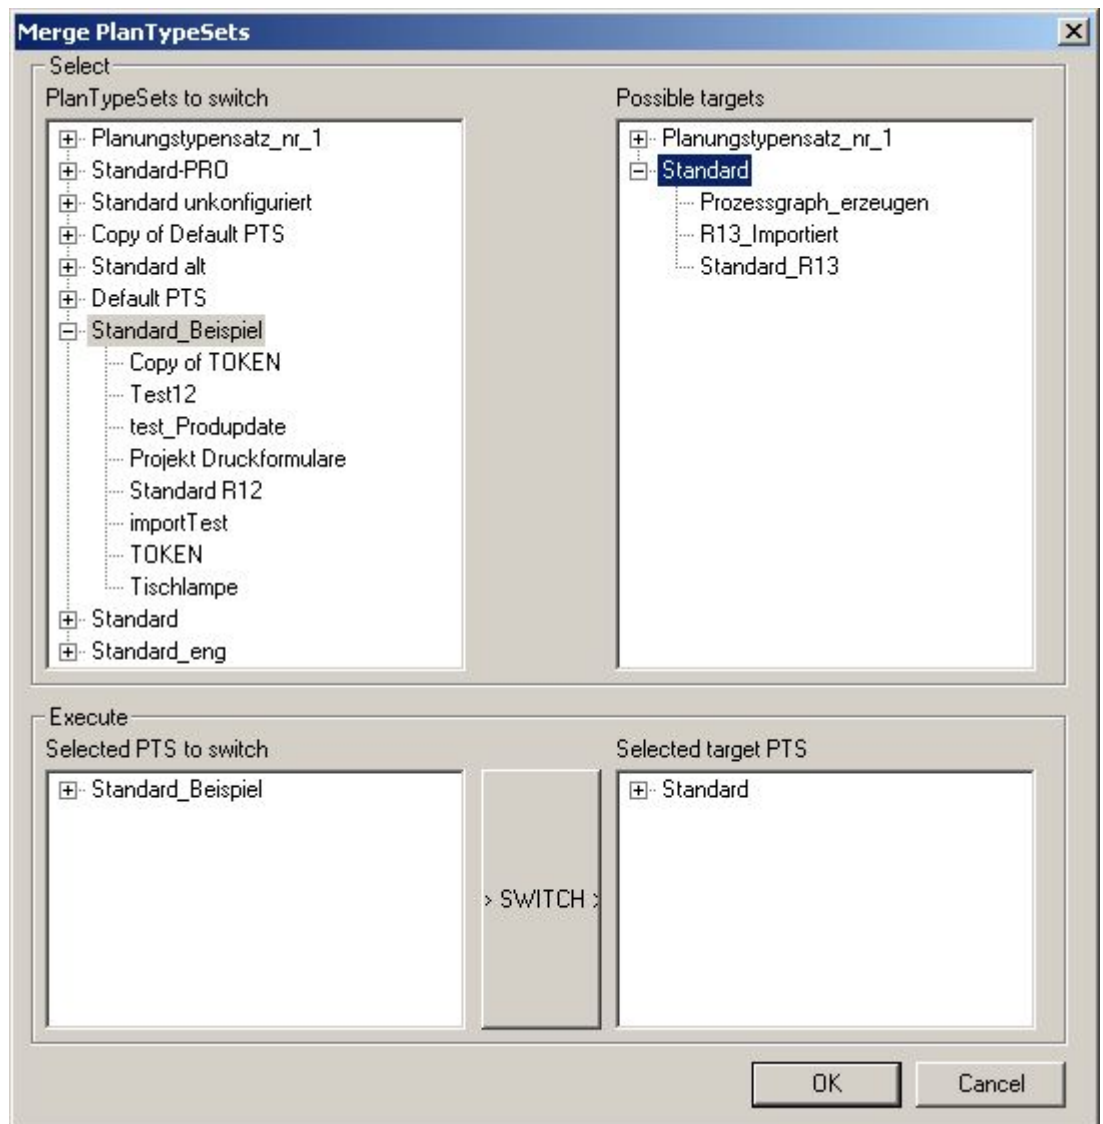 Merge PlanTypeSets
Select
PlanTypeSets to switch
Planungstypensatz_nr_1
Standard-PRO
Standard unkonfiguriert
Copy of Default PTS
Standard alt
Default PTS
Standard_Beispiel
Copy of TOKEN
Test12
test_Produpdate
Projekt Druckformulare
Standard R12
importTest
TOKEN
Tischlampe
Standard
Standard_eng
Possible targets
Planungstypensatz_nr_1
Standard
Prozessgraph_erzeugen
R13_Importiert
Standard_R13
Execute
Selected PTS to switch
Standard_Beispiel
> SWITCH >
Selected target PTS
Standard
OK
Cancel